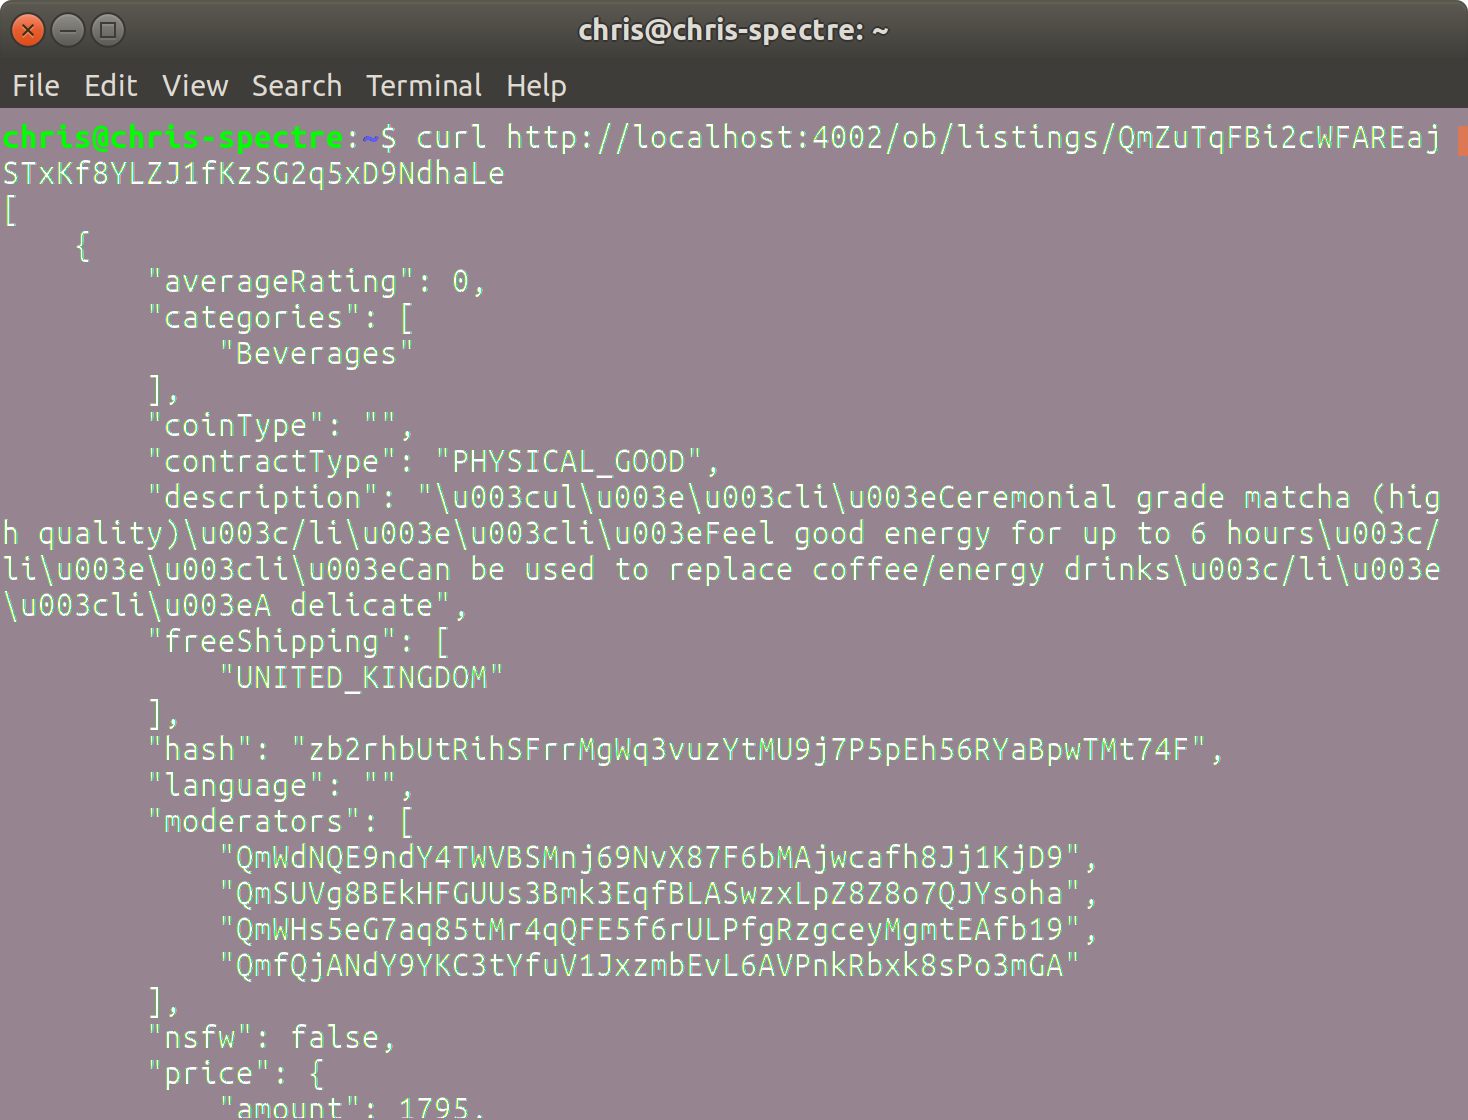 chris@chris-spectre: ~
File Edit View Search Terminal Help
chris@chris-spectre:~$ curl http://localhost:4002/ob/listings/QmZuTqFBi2cWFAREaj
STxKf8YLZJ1fKzSG2q5xD9NdhaLe
[
    {
        "averageRating": 0,
        "categories": [
            "Beverages"
        ],
        "coinType": "",
        "contractType": "PHYSICAL_GOOD",
        "description": "\u003cul\u003e\u003cli\u003eCeremonial grade matcha (hig
h quality)\u003c/li\u003e\u003cli\u003eFeel good energy for up to 6 hours\u003c/
li\u003e\u003cli\u003eCan be used to replace coffee/energy drinks\u003c/li\u003e
\u003cli\u003eA delicate",
        "freeShipping": [
            "UNITED_KINGDOM"
        ],
        "hash": "zb2rhbUtRihSFrrMgWq3vuzYtMU9j7P5pEh56RYaBpwTMt74F",
        "language": "",
        "moderators": [
            "QmWdNQE9ndY4TWVBSMnj69NvX87F6bMAjwcafh8Jj1KjD9",
            "QmSUVg8BEkHFGUUs3Bmk3EqfBLASwzxLpZ8Z8o7QJYsoha",
            "QmWHs5eG7aq85tMr4qQFE5f6rULPfgRzgceyMgmtEAfb19",
            "QmfQjANdY9YKC3tYfuV1JxzmbEvL6AVPnkRbxk8sPo3mGA"
        ],
        "nsfw": false,
        "price": {
            "amount": 1795,